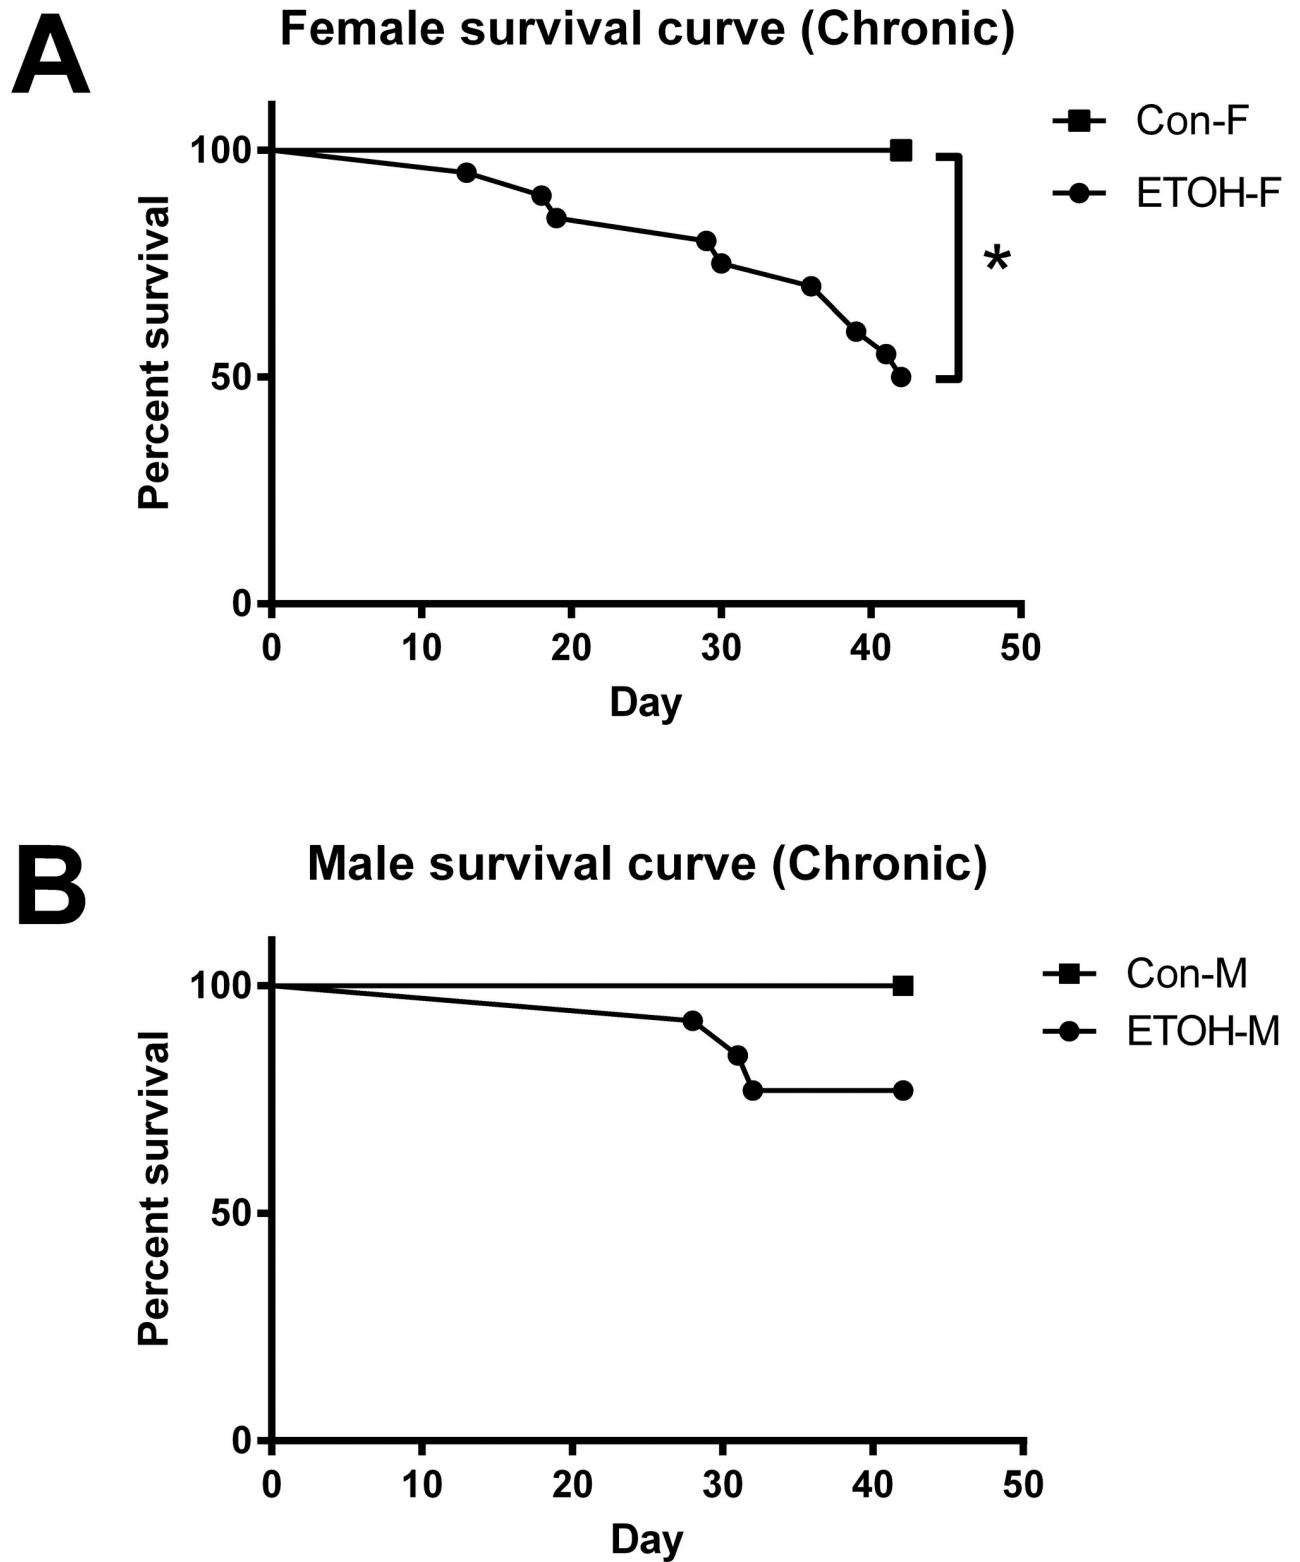 A
Female survival curve (Chronic)
Con-F
ETOH-F
*
Percent survival
100
50
0
0 10 20 30 40 50
Day
B
Male survival curve (Chronic)
Con-M
ETOH-M
Percent survival
100
50
0
0 10 20 30 40 50
Day